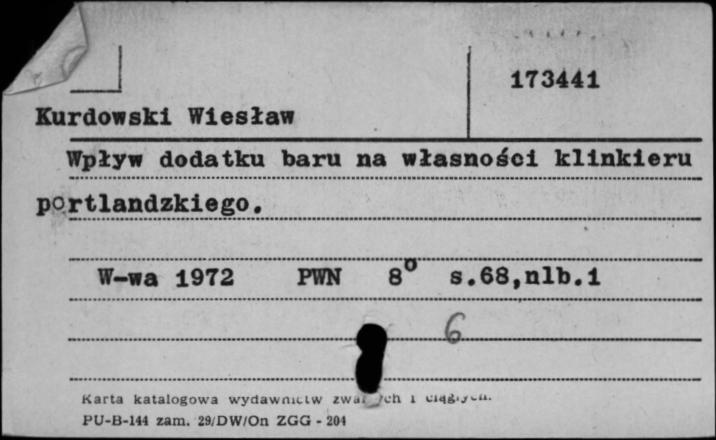 173441
Kurdowski Wiesław
Wpływ dodatku baru na własności klinkieru
portlandzkiego.
W-wa 1972 PWN 8° s.68,nlb.1
6
Karta katalogowa wydawnictw i
PU-B-144 zam. 29/DW/On ZGG - 204